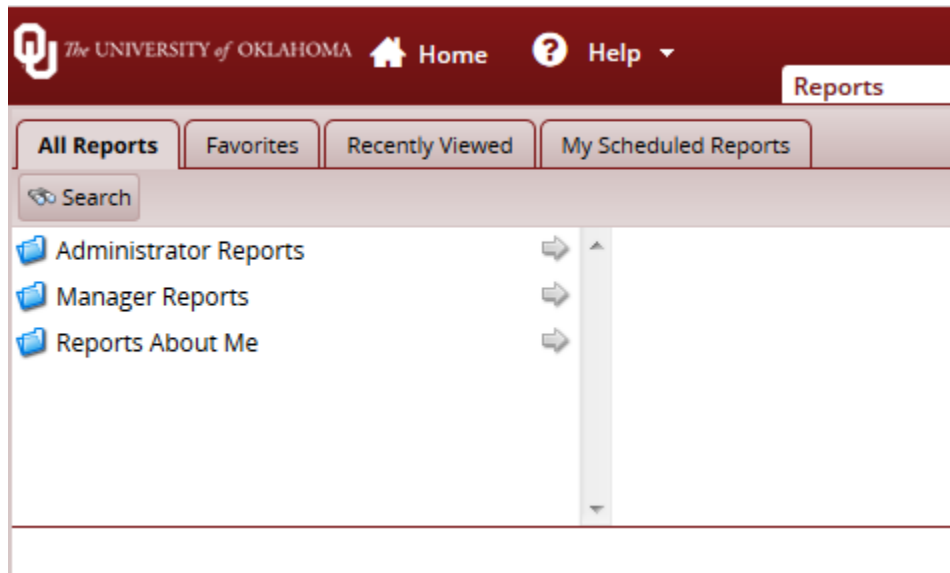 The UNIVERSITY of OKLAHOMA Home ? Help
Reports
All Reports Favorites Recently Viewed My Scheduled Reports
Search
Administrator Reports
Manager Reports
Reports About Me